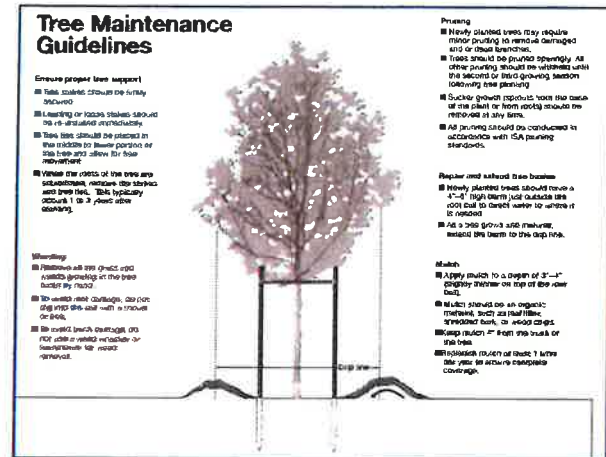 Tree Maintenance
Guidelines
Ensure proper tree support
Tree stakes should be firmly
secured
Leaning or loose stakes should
be re-installed immediately
Tree ties should be placed in
the middle to lower portion of
the tree and allow for free
movement
When the roots of the tree are
established, remove the stakes
and tree ties. This typically
occurs 1 to 2 years after
planting.
Weeding
Remove all the grass and
weeds growing in the tree
basin by hand
To avoid root damage, do not
dig into the soil with a shovel
or
To avoid trunk damage, do
not use a weed whacker or
for weed
removal.
Drip line
Pruning
Newly planted trees may require
minor pruning to remove damaged
and or dead branches.
Trees should be pruned sparingly. All
other pruning should be withheld until
the second or third growing season
following tree planting
Sucker growth (sprouts from the base
of the plant or from roots) should be
removed at any time.
All pruning should be conducted in
accordance with ISA pruning
standards.
Repair and extend tree basins
Newly planted trees should have a
4"-6" high berm just outside the
root ball to direct water to where it
is needed
As a tree grows and matures,
extend the berm to the drip line.
Mulch
Apply mulch to a depth of 3"-4"
(slightly thinner on top of the root
ball).
Mulch should be an organic
material, such as leaf litter,
shredded bark, or wood chips
Keep mulch 4" from the trunk of
the tree
Replenish mulch at least 1 time
per year to ensure complete
coverage.